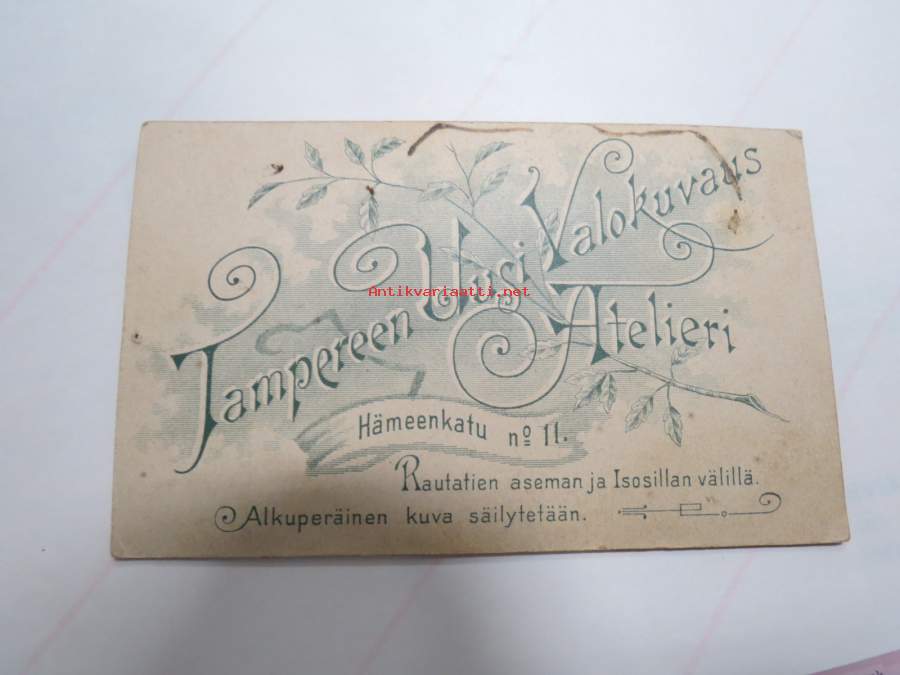 Tampereen Uusi Valokuvaus
Atelieri
Antikvariaatti.net
Hämeenkatu nº 11.
Rautatien aseman ja Isosillan välillä.
Alkuperäinen kuva säilytetään.